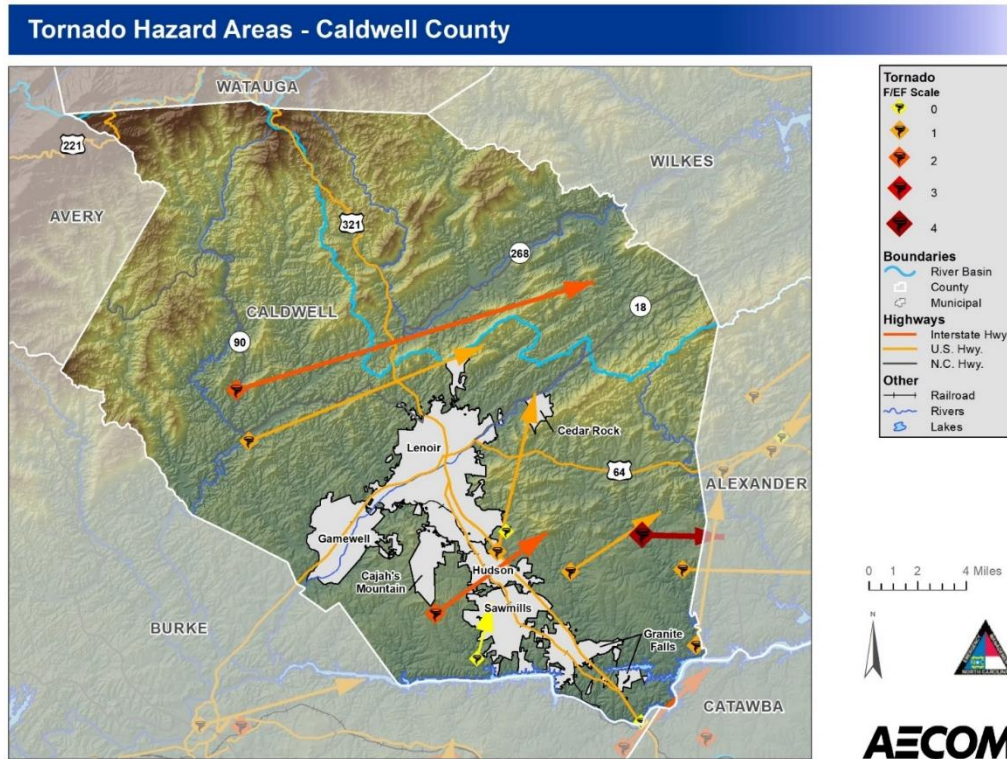 Tornado Hazard Areas - Caldwell County
WATAUGA
221
WILKES
AVERY
321
268
CALDWELL
18
90
Cedar Rock
Lenoir
64
ALEXANDER
Gamewell
Cajah's
Mountain
Hudson
Sawmills
BURKE
Granite
Falls
CATAWBA
Tornado
F/EF Scale
0
1
2
3
4
Boundaries
River Basin
County
Municipal
Highways
Interstate Hwy
U.S. Hwy.
N.C. Hwy.
Other
Railroad
Rivers
Lakes
0 1 2 4 Miles
N
NORTH CAROLINA
AECOM